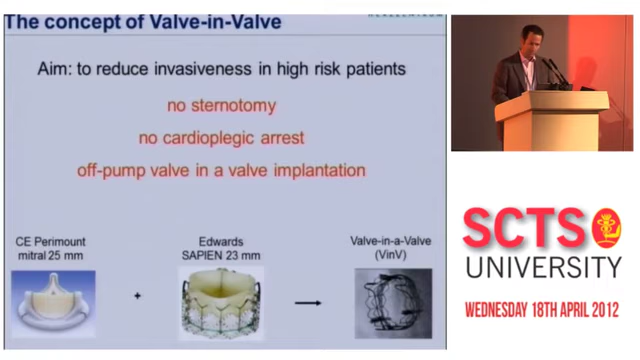 The concept of Valve-in-Valve
Aim: to reduce invasiveness in high risk patients
no sternotomy
no cardioplegic arrest
off-pump valve in a valve implantation
CE Perimount
mitral 25 mm
+
Edwards
SAPIEN 23 mm
Valve-in-a-Valve
(VinV)
SCTS
UNIVERSITY
WEDNESDAY 18TH APRIL 2012